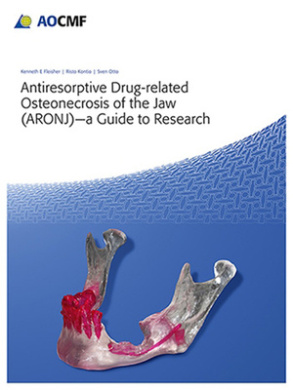 AOCMF
Kenneth E Fleisher | Risto Kontio | Sven Otto
Antiresorptive Drug-related
Osteonecrosis of the Jaw
(ARONJ)—a Guide to Research